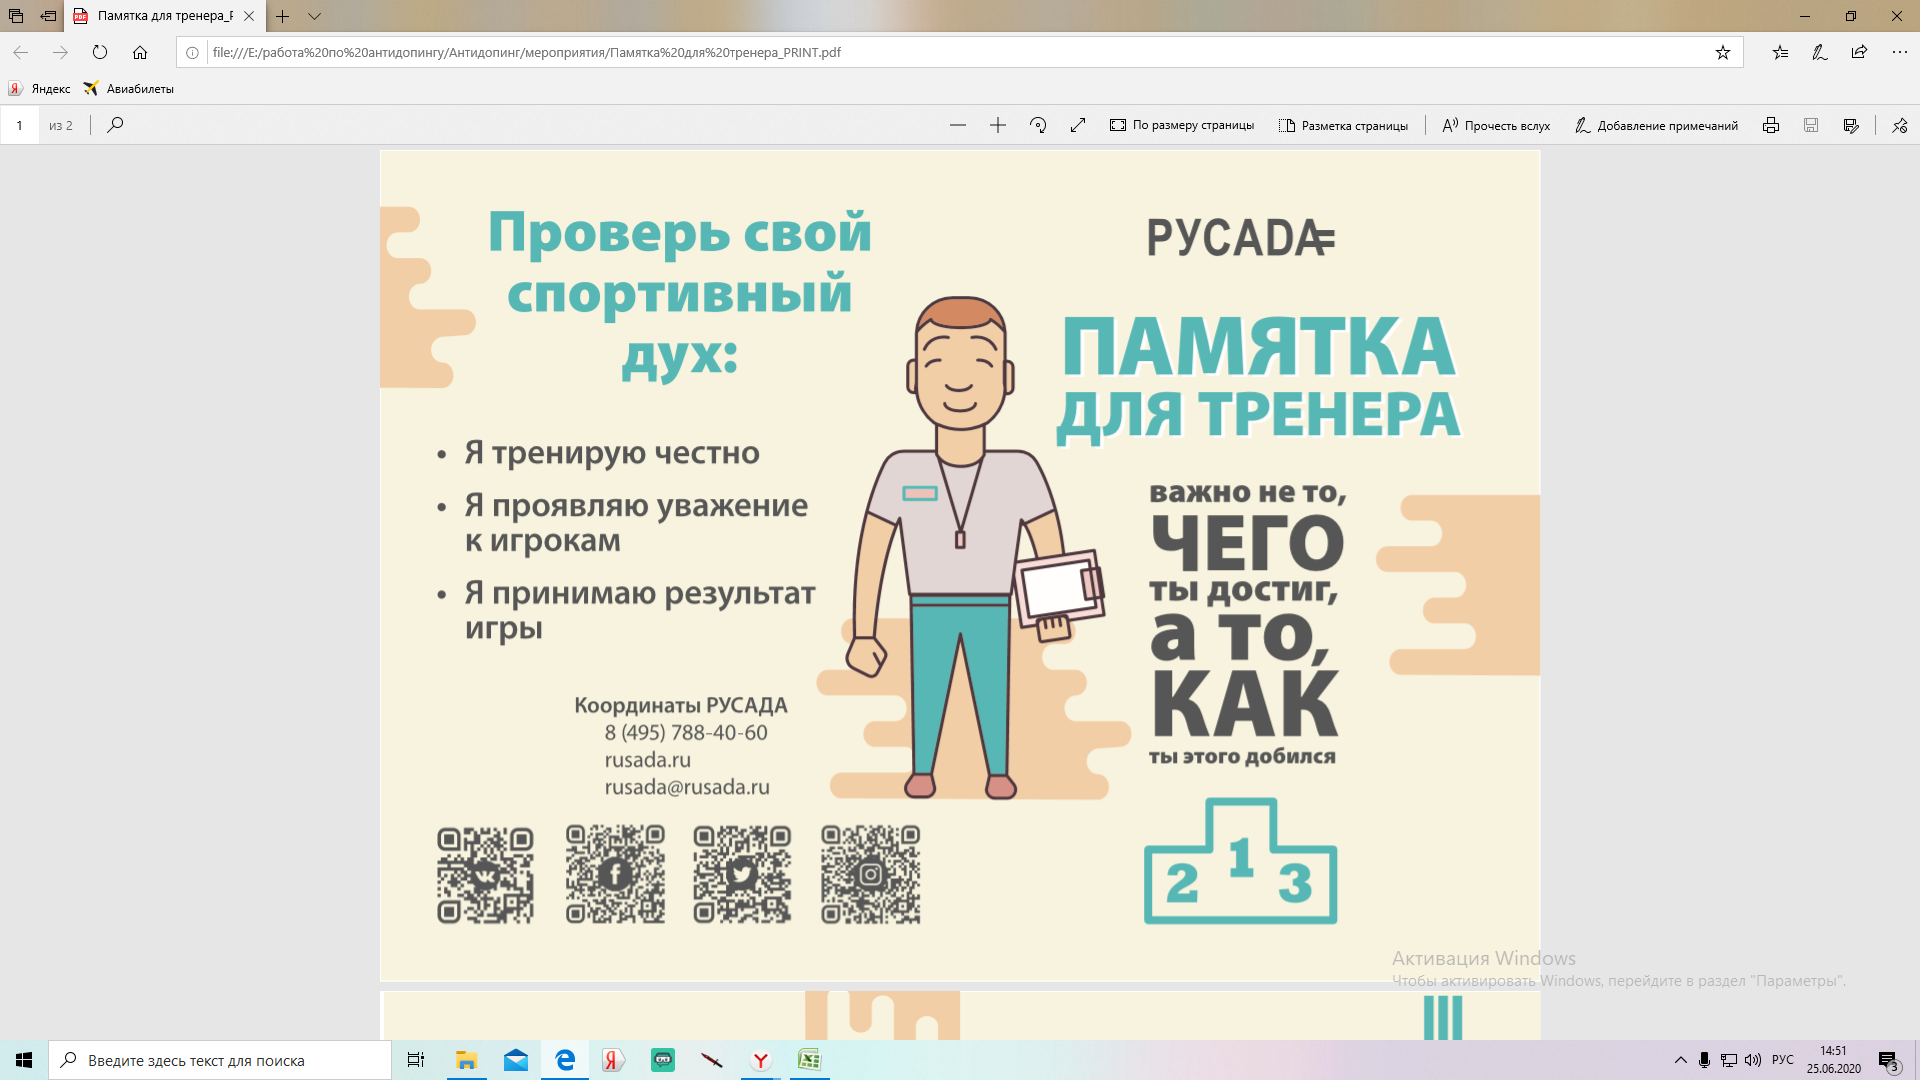 Памятка для тренера_F
file:///E:/работа%20по%20антидопингу/Антидопинг/мероприятия/Памятка%20для%20тренера_PRINT.pdf
Яндекс
Авиабилеты
1 из 2
По размеру страницы
Разметка страницы
Прочесть вслух
Добавление примечаний
Проверь свой
спортивный
дух:
• Я тренирую честно
• Я проявляю уважение
к игрокам
• Я принимаю результат
игры
Координаты РУСАДА
8 (495) 788-40-60
rusada.ru
rusada@rusada.ru
РУСАDA
ПАМЯТКА
ДЛЯ ТРЕНЕРА
важно не то,
ЧЕГО
ты достиг,
а то,
КАК
ты этого добился
1
2 3
Активация Windows
Чтобы активировать Windows, перейдите в раздел "Параметры".
Введите здесь текст для поиска
РУС
14:51
25.06.2020
3